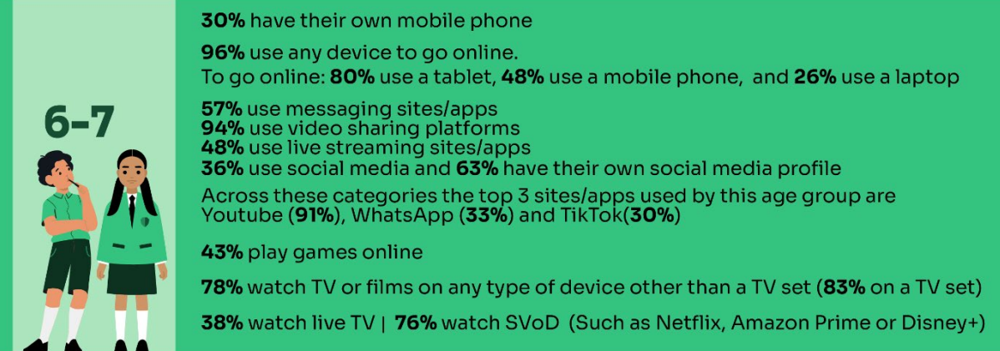 6-7
30% have their own mobile phone
96% use any device to go online.
To go online: 80% use a tablet, 48% use a mobile phone, and 26% use a laptop
57% use messaging sites/apps
94% use video sharing platforms
48% use live streaming sites/apps
36% use social media and 63% have their own social media profile
Across these categories the top 3 sites/apps used by this age group are
Youtube (91%), WhatsApp (33%) and TikTok(30%)
43% play games online
78% watch TV or films on any type of device other than a TV set (83% on a TV set)
38% watch live TV | 76% watch SVoD (Such as Netflix, Amazon Prime or Disney+)